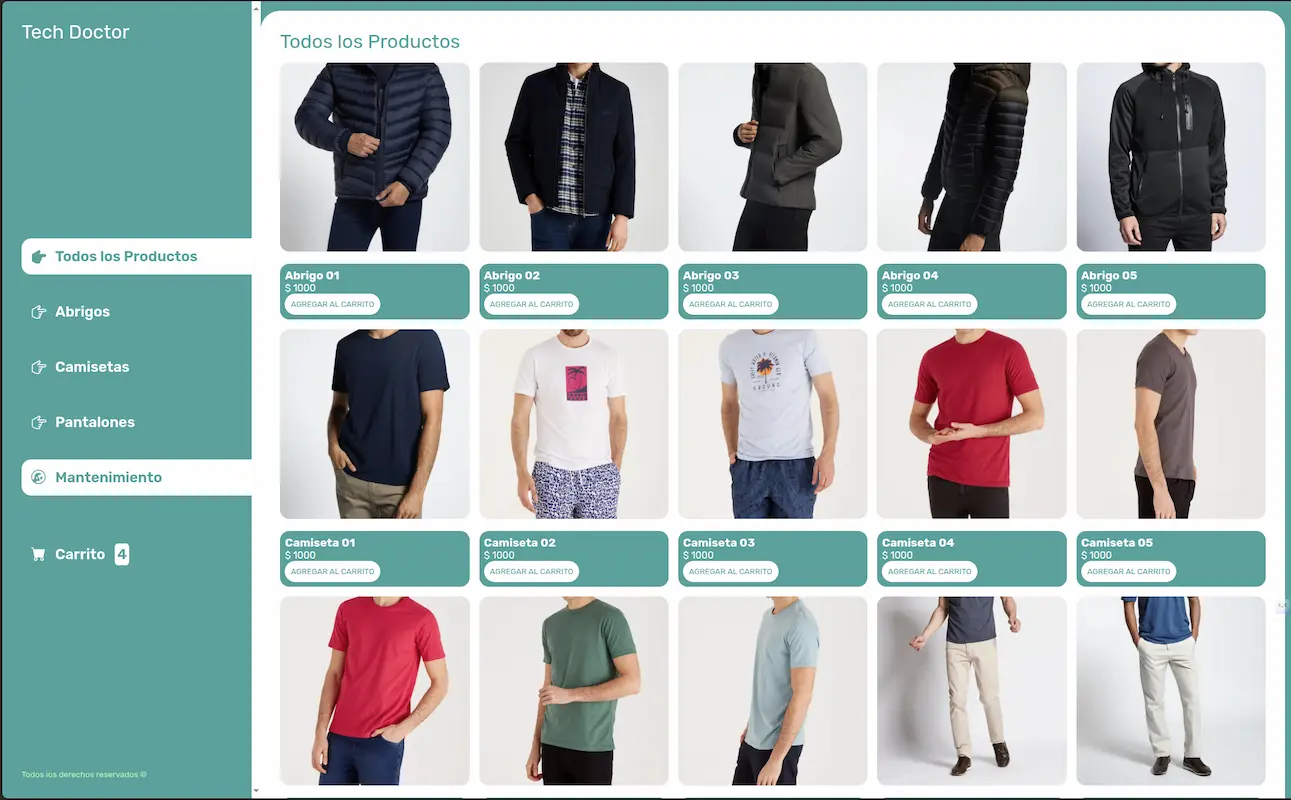 Tech Doctor
Todos los Productos
Abrigos
Camisetas
Pantalones
Mantenimiento
Carrito 4
Todos los derechos reservados ©
Todos los Productos
Abrigo 01
$ 1000
AGREGAR AL CARRITO
Abrigo 02
$ 1000
AGREGAR AL CARRITO
Abrigo 03
$ 1000
AGREGAR AL CARRITO
Abrigo 04
$ 1000
AGREGAR AL CARRITO
Abrigo 05
$ 1000
AGREGAR AL CARRITO
Camiseta 01
$ 1000
AGREGAR AL CARRITO
Camiseta 02
$ 1000
AGREGAR AL CARRITO
Camiseta 03
$ 1000
AGREGAR AL CARRITO
Camiseta 04
$ 1000
AGREGAR AL CARRITO
Camiseta 05
$ 1000
AGREGAR AL CARRITO